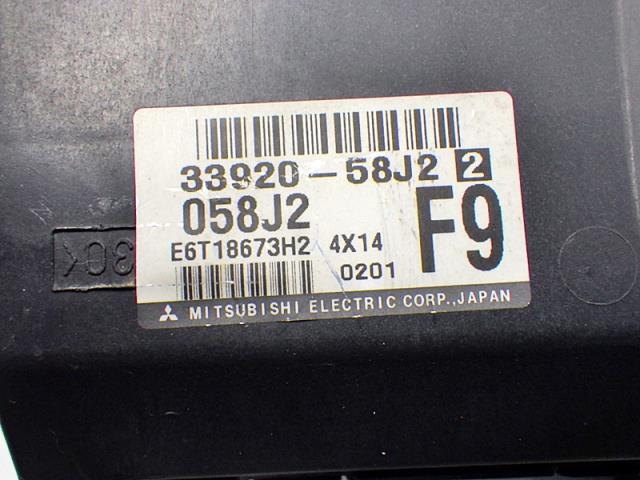 33920-58J2 2
058J2
F9
E6T18673H2 4X14
0201
MITSUBISHI ELECTRIC CORP., JAPAN